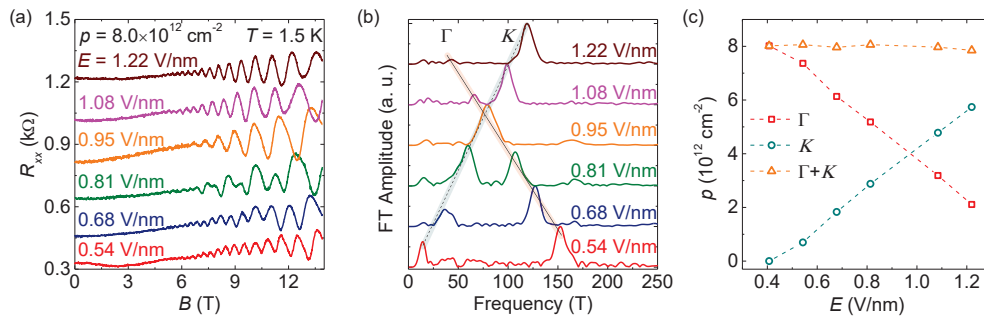 (a)
p = 8.0×10¹² cm⁻² T = 1.5 K
E = 1.22 V/nm
1.08 V/nm
0.95 V/nm
0.81 V/nm
0.68 V/nm
0.54 V/nm
1.5
1.2
0.9
0.6
0.3
Rxx (kΩ)
0 3 6 9 12
B (T)
(b)
Γ K
1.22 V/nm
1.08 V/nm
0.95 V/nm
0.81 V/nm
0.68 V/nm
0.54 V/nm
FT Amplitude (a. u.)
0 50 100 150 200 250
Frequency (T)
(c)
8
6
4
2
0
p (10¹² cm⁻²)
Γ
K
Γ+K
0.4 0.6 0.8 1.0 1.2
E (V/nm)